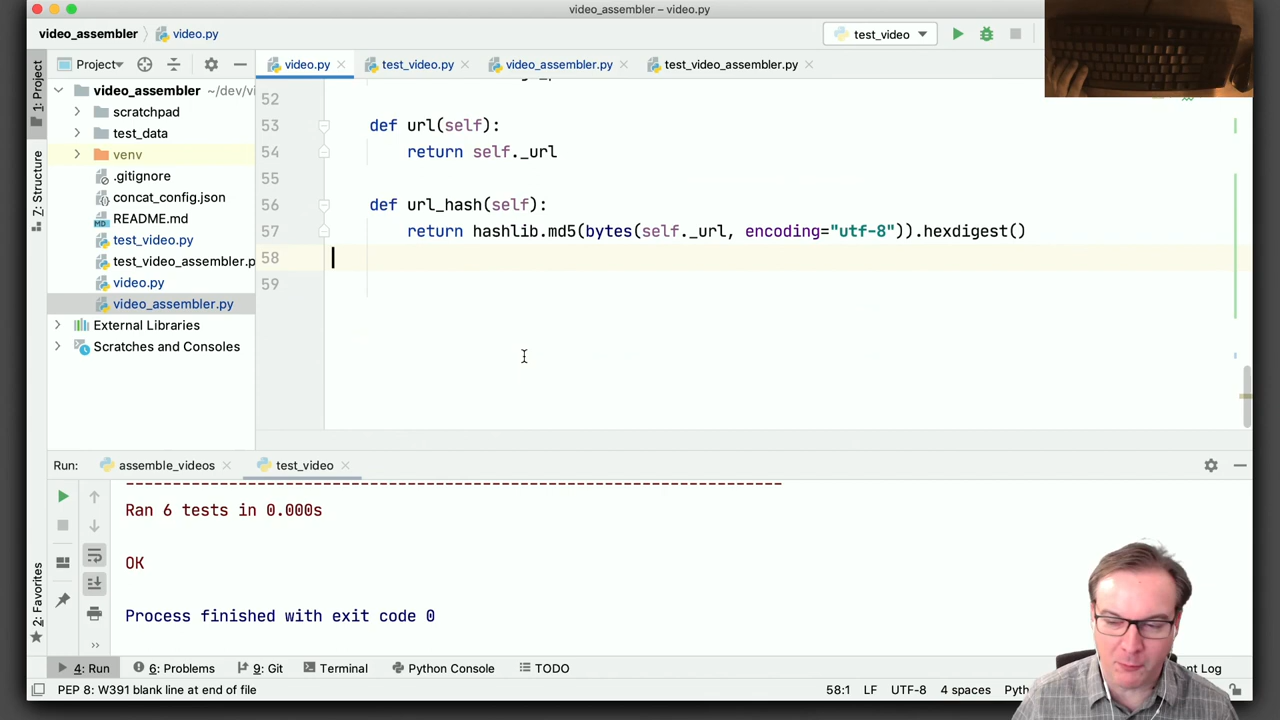 video_assembler – video.py
video_assembler
video.py
test_video
Project
video.py
test_video.py
video_assembler.py
test_video_assembler.py
1: Project
Z: Structure
2: Favorites
video_assembler ~/dev/vi
scratchpad
test_data
venv
.gitignore
concat_config.json
README.md
test_video.py
test_video_assembler.p
video.py
video_assembler.py
External Libraries
Scratches and Consoles
52
53 def url(self):
54 return self._url
55
56 def url_hash(self):
57 return hashlib.md5(bytes(self._url, encoding="utf-8")).hexdigest()
58
59
Run: assemble_videos test_video
----------------------------------------------------------------------
Ran 6 tests in 0.000s
OK
Process finished with exit code 0
4: Run
6: Problems
9: Git
Terminal
Python Console
TODO
nt Log
PEP 8: W391 blank line at end of file
58:1 LF UTF-8 4 spaces Pyth